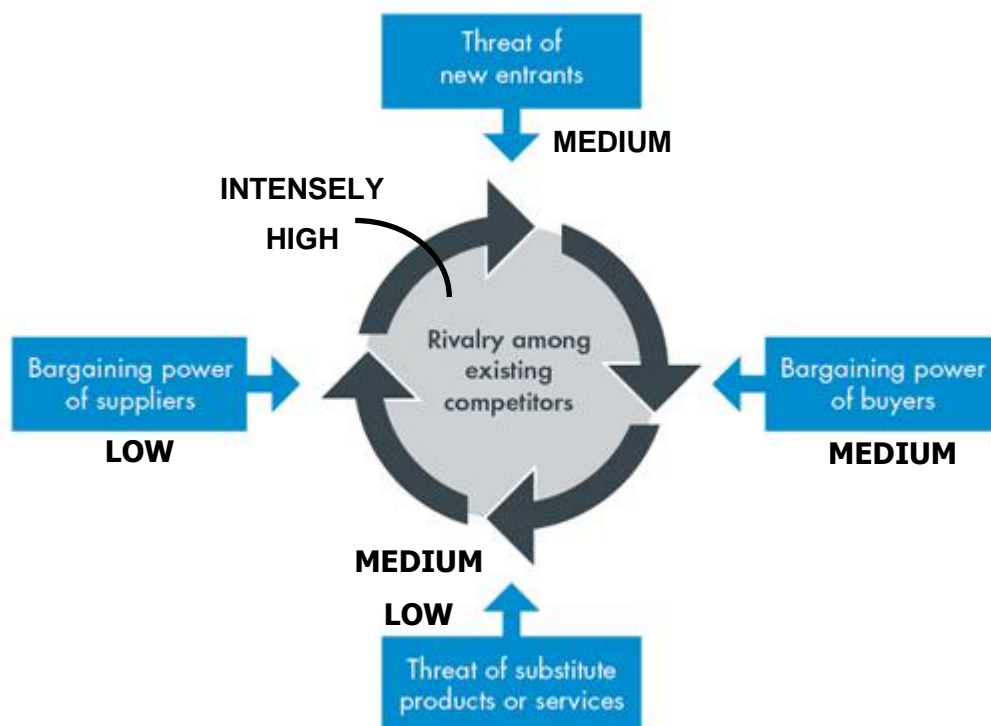 Threat of
new entrants
MEDIUM
INTENSELY
HIGH
Rivalry among
existing
competitors
Bargaining power
of suppliers
LOW
Bargaining power
of buyers
MEDIUM
MEDIUM
LOW
Threat of substitute
products or services